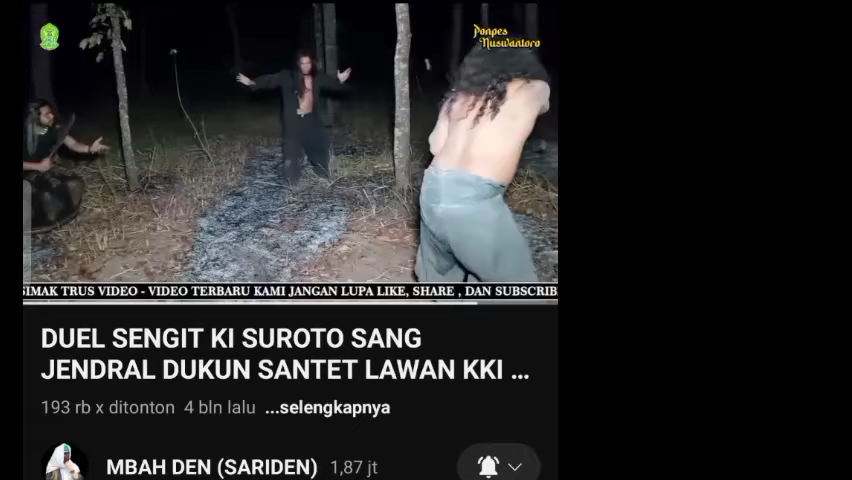 Ponpes
Nuswantoro
SIMAK TRUS VIDEO - VIDEO TERBARU KAMI JANGAN LUPA LIKE, SHARE , DAN SUBSCRIB
DUEL SENGIT KI SUROTO SANG
JENDRAL DUKUN SANTET LAWAN KKI ...
193 rb x ditonton 4 bln lalu ...selengkapnya
MBAH DEN (SARIDEN) 1,87 jt